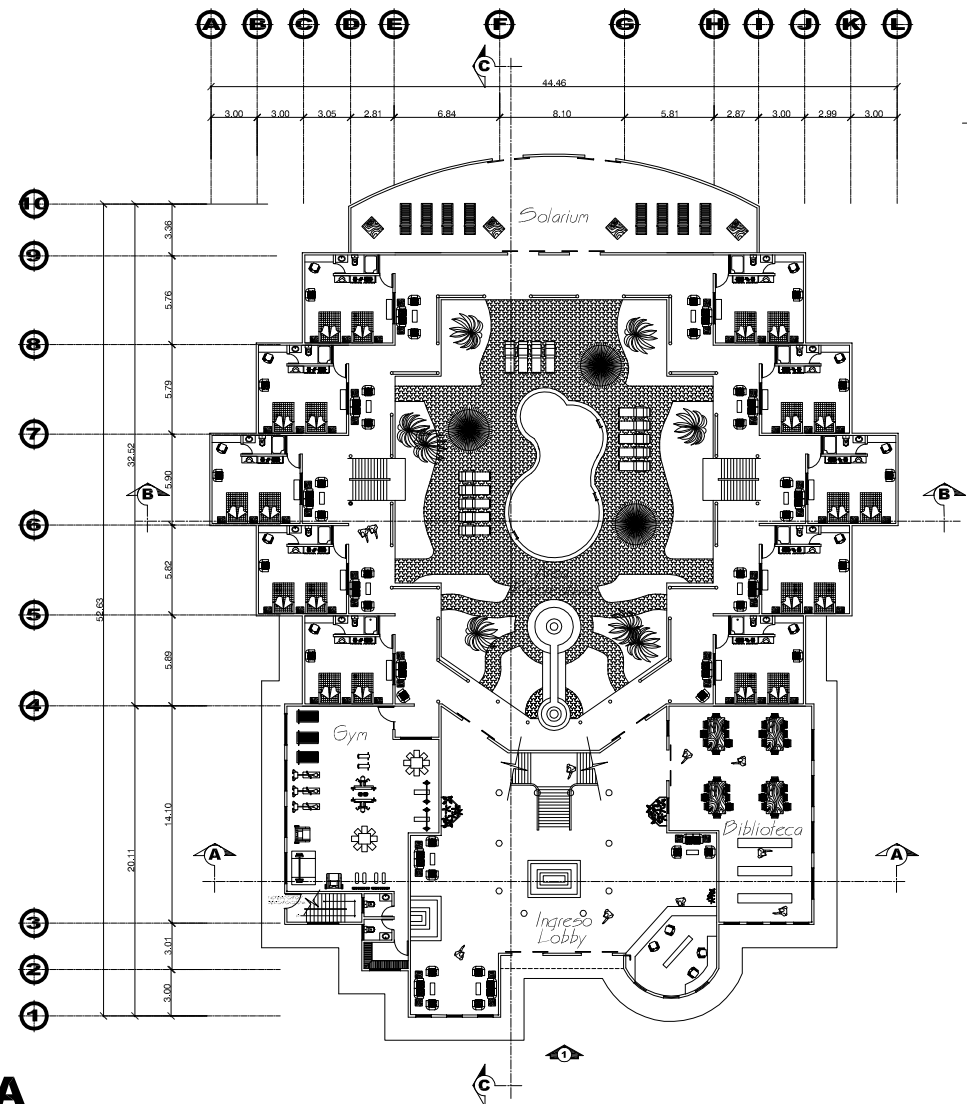 A B C D E F G H I J K L
C
44.46
3.00 3.00 3.05 2.81 6.84 8.10 5.81 2.87 3.00 2.99 3.00
10
3.36
Solarium
9
5.76
8
5.79
7
32.52
5.90
B B
6
5.82
52.63
5
5.89
4
Gym
14.10
Biblioteca
20.11
A A
3
Ingreso
Lobby
3.01
2
3.00
1
1
C
A